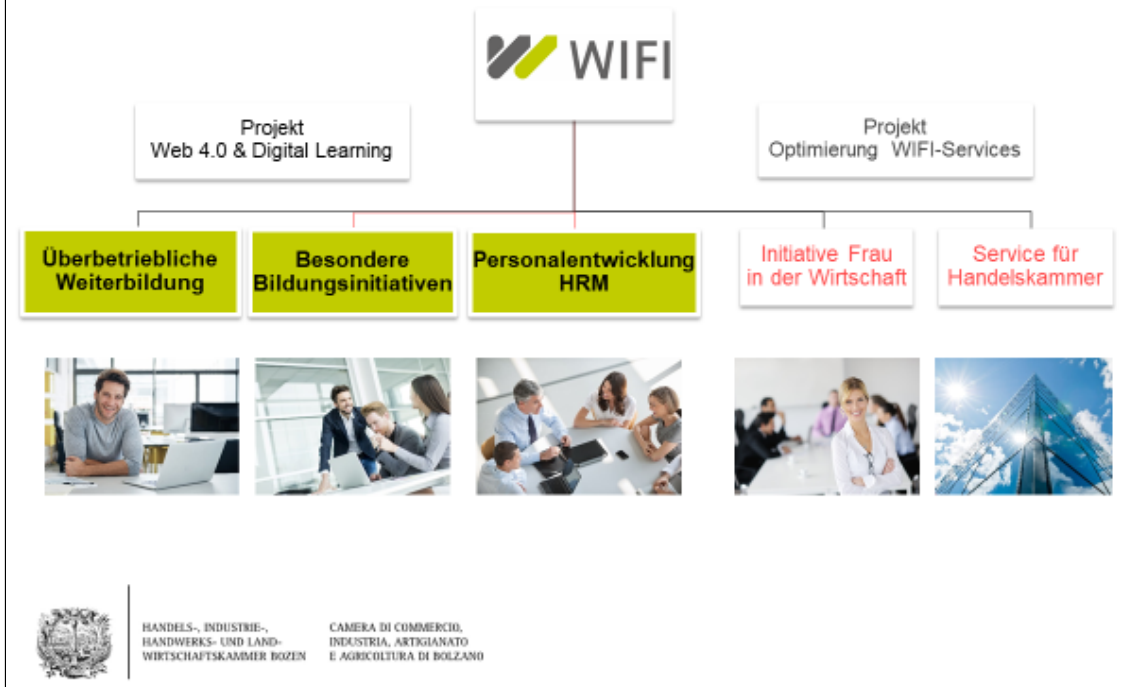 WIFI
Projekt
Web 4.0 & Digital Learning
Projekt
Optimierung WIFI-Services
Überbetriebliche
Weiterbildung
Besondere
Bildungsinitiativen
Personalentwicklung
HRM
Initiative Frau
in der Wirtschaft
Service für
Handelskammer
HANDELS-, INDUSTRIE-,
HANDWERKS- UND LAND-
WIRTSCHAFTSKAMMER BOZEN
CAMERA DI COMMERCIO,
INDUSTRIA, ARTIGIANATO
E AGRICOLTURA DI BOLZANO